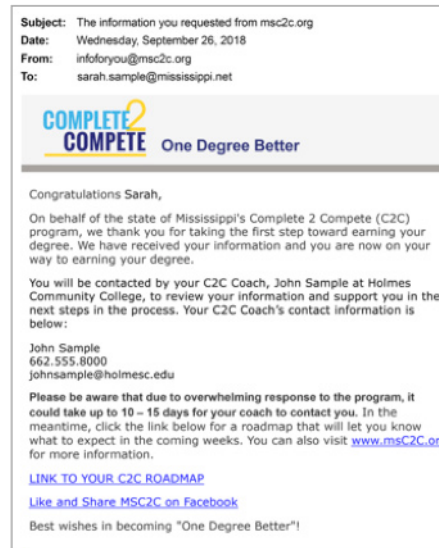 Subject: The information you requested from msc2c.org
Date: Wednesday, September 26, 2018
From: infoforyou@msc2c.org
To: sarah.sample@mississippi.net
COMPLETE 2
COMPETE One Degree Better
Congratulations Sarah,
On behalf of the state of Mississippi's Complete 2 Compete (C2C)
program, we thank you for taking the first step toward earning your
degree. We have received your information and you are now on your
way to earning your degree.
You will be contacted by your C2C Coach, John Sample at Holmes
Community College, to review your information and support you in the
next steps in the process. Your C2C Coach's contact information is
below:
John Sample
662.555.8000
johnsample@holmesc.edu
Please be aware that due to overwhelming response to the program, it
could take up to 10 – 15 days for your coach to contact you. In the
meantime, click the link below for a roadmap that will let you know
what to expect in the coming weeks. You can also visit www.msC2C.or
for more information.
LINK TO YOUR C2C ROADMAP
Like and Share MSC2C on Facebook
Best wishes in becoming "One Degree Better"!